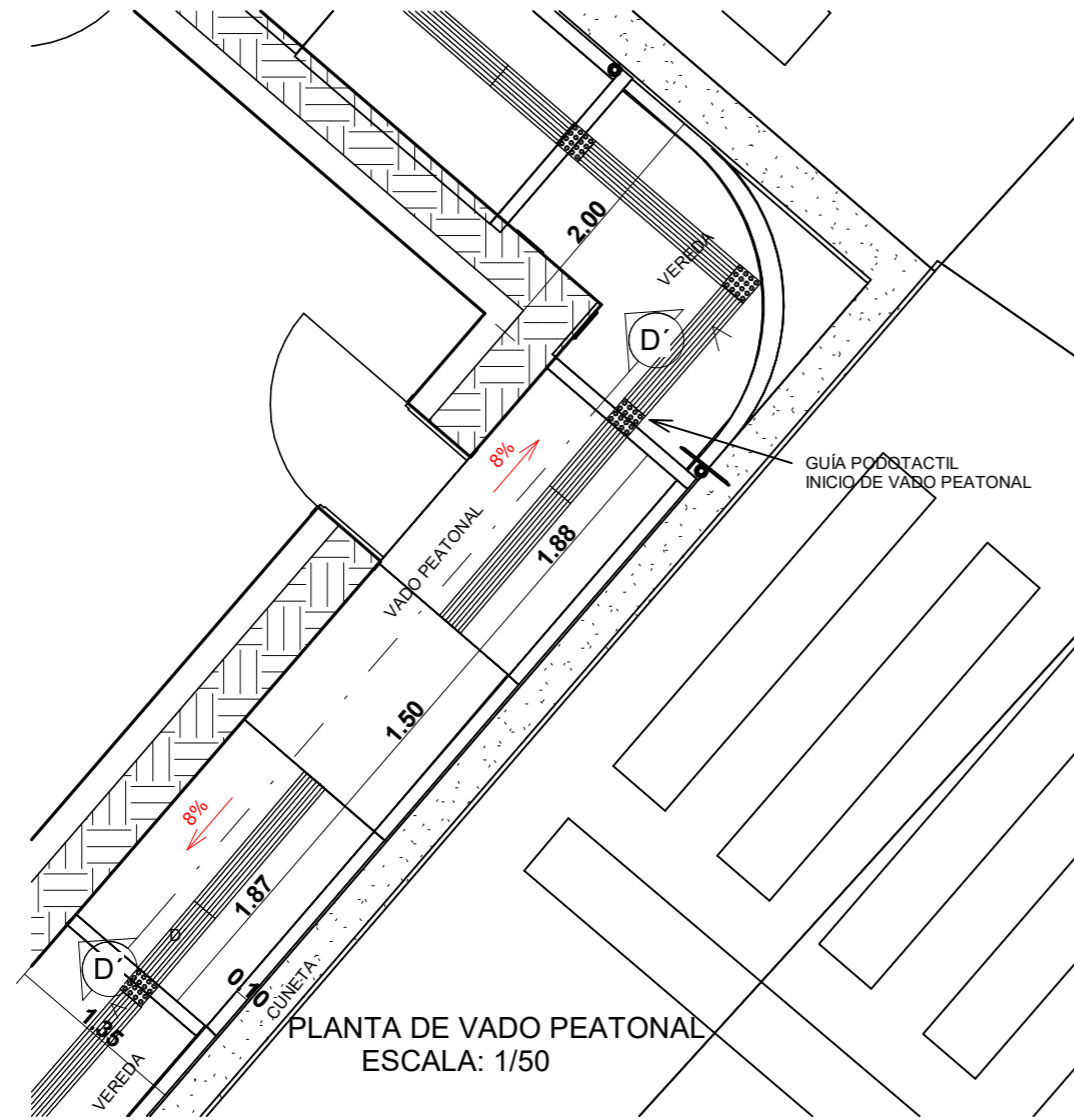 2.00
VEREDA
D´
8%
GUÍA PODOTACTIL
INICIO DE VADO PEATONAL
1.88
VADO PEATONAL
1.50
8%
1.87
D
D´
0.10
CUNETA
1.35
VEREDA
PLANTA DE VADO PEATONAL
ESCALA: 1/50